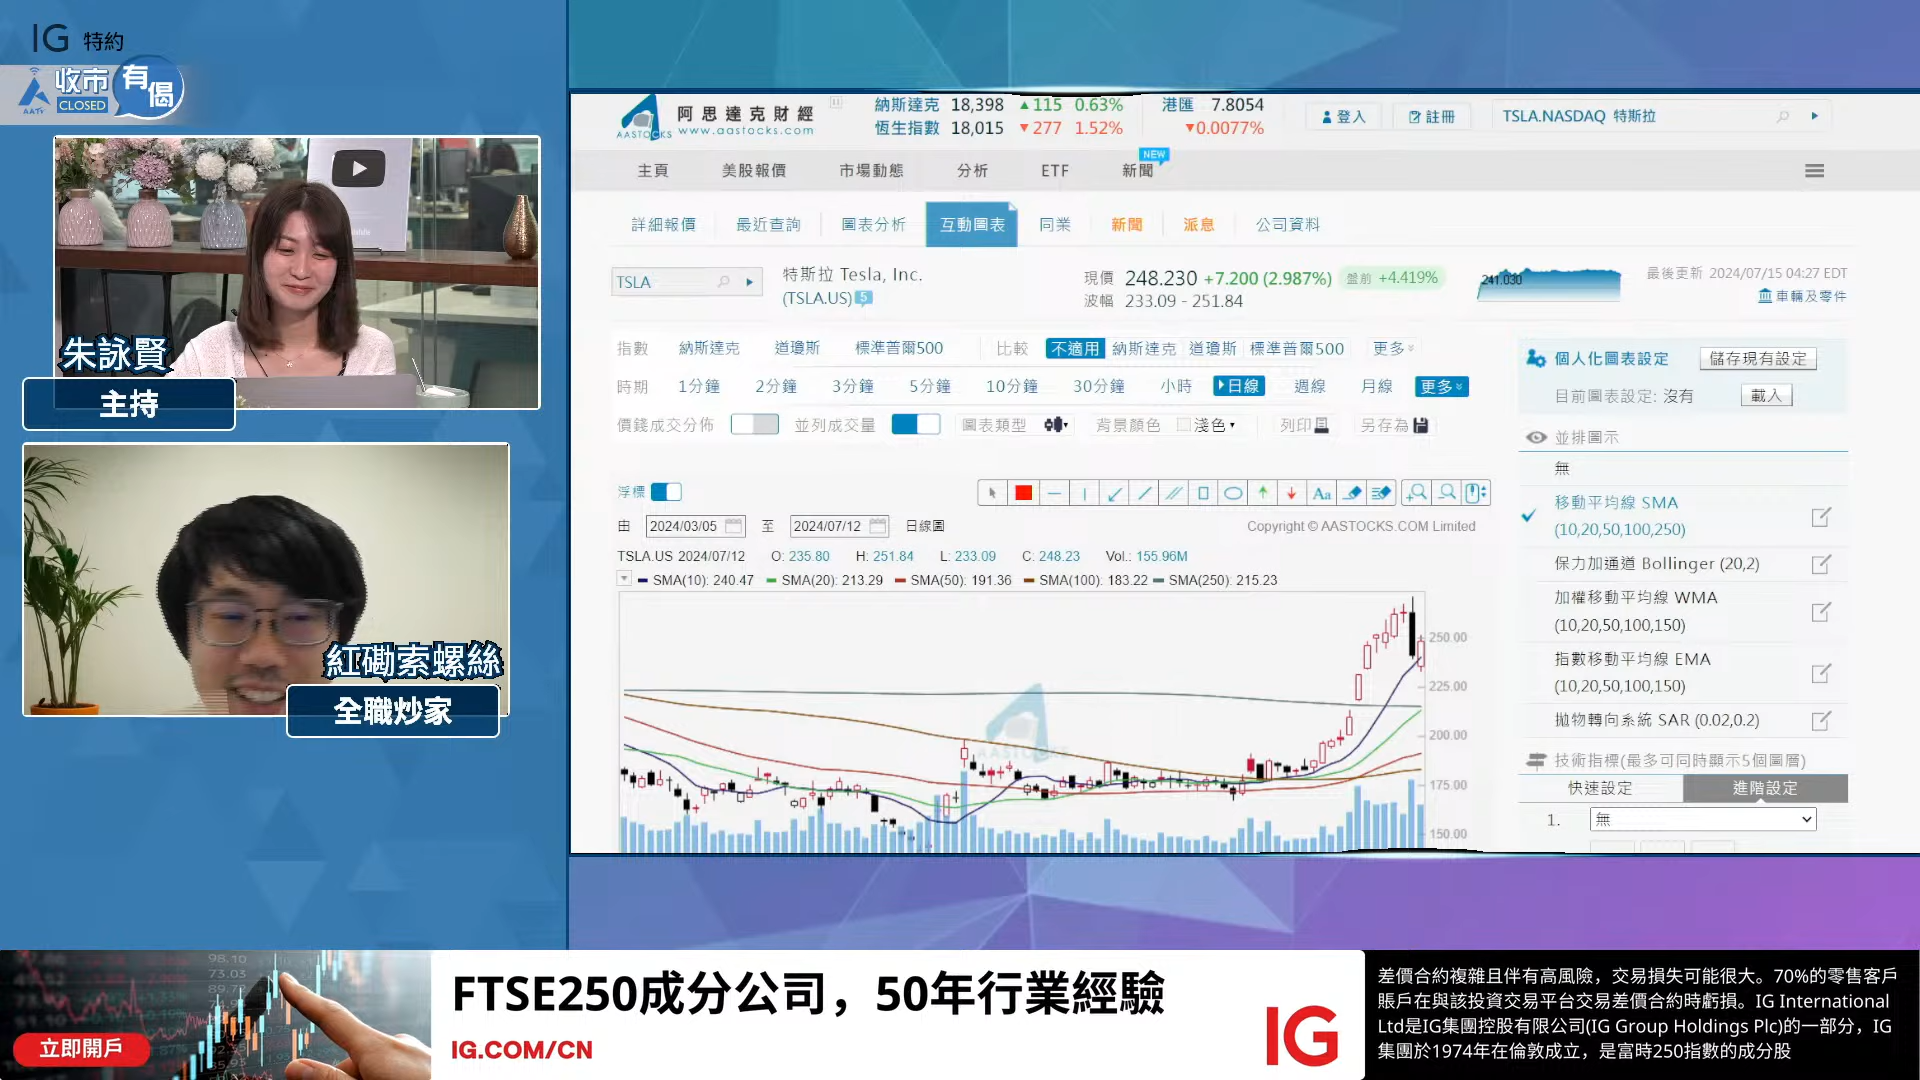 IG 特約
收市 有偈
CLOSED
AATV
朱詠賢
主持
紅磡索螺絲
全職炒家
AASTOCKS
阿思達克財經
www.aastocks.com
納斯達克 18,398 ▲115 0.63%
恆生指數 18,015 ▼277 1.52%
港匯 7.8054
▼0.0077%
登入
註冊
TSLA.NASDAQ 特斯拉
主頁 美股報價 市場動態 分析 ETF 新聞 NEW
詳細報價 最近查詢 圖表分析 互動圖表 同業 新聞 派息 公司資料
TSLA
特斯拉 Tesla, Inc.
(TSLA.US) 5
現價 248.230 +7.200 (2.987%) 盤前 +4.419%
波幅 233.09 - 251.84
241.030
最後更新 2024/07/15 04:27 EDT
車輛及零件
指數 納斯達克 道瓊斯 標準普爾500 比較 不適用 納斯達克 道瓊斯 標準普爾500 更多
時期 1分鐘 2分鐘 3分鐘 5分鐘 10分鐘 30分鐘 小時 日線 週線 月線 更多
價錢成交分佈 並列成交量 圖表類型 背景顏色 淺色 列印 另存為
浮標
Aa
由 2024/03/05 至 2024/07/12 日線圖
Copyright © AASTOCKS.COM Limited
TSLA.US 2024/07/12 O: 235.80 H: 251.84 L: 233.09 C: 248.23 Vol.: 155.96M
SMA(10): 240.47 SMA(20): 213.29 SMA(50): 191.36 SMA(100): 183.22 SMA(250): 215.23
250.00
225.00
200.00
175.00
150.00
AASTOCKS
個人化圖表設定 儲存現有設定
目前圖表設定: 沒有 載入
並排圖示
無
移動平均線 SMA
(10,20,50,100,250)
保力加通道 Bollinger (20,2)
加權移動平均線 WMA
(10,20,50,100,150)
指數移動平均線 EMA
(10,20,50,100,150)
拋物轉向系統 SAR (0.02,0.2)
技術指標(最多可同時顯示5個圖層)
快速設定 進階設定
1. 無
98.10
73.03
立即開戶
FTSE250成分公司，50年行業經驗
IG.COM/CN
IG
差價合約複雜且伴有高風險，交易損失可能很大。70%的零售客戶
賬戶在與該投資交易平台交易差價合約時虧損。IG International
Ltd是IG集團控股有限公司(IG Group Holdings Plc)的一部分，IG
集團於1974年在倫敦成立，是富時250指數的成分股